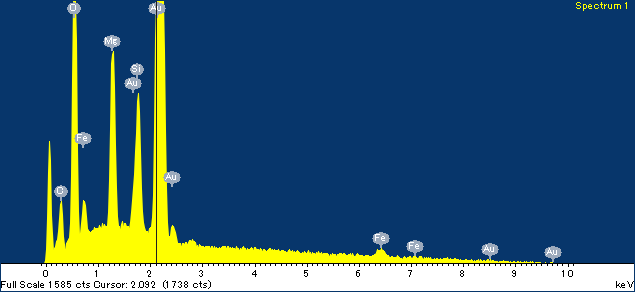 Spectrum 1
O
Au
Mg
Si
Au
Fe
Au
C
Fe
Fe
Au
Au
0 1 2 3 4 5 6 7 8 9 10
Full Scale 1585 cts Cursor: 2.092 (1738 cts) keV